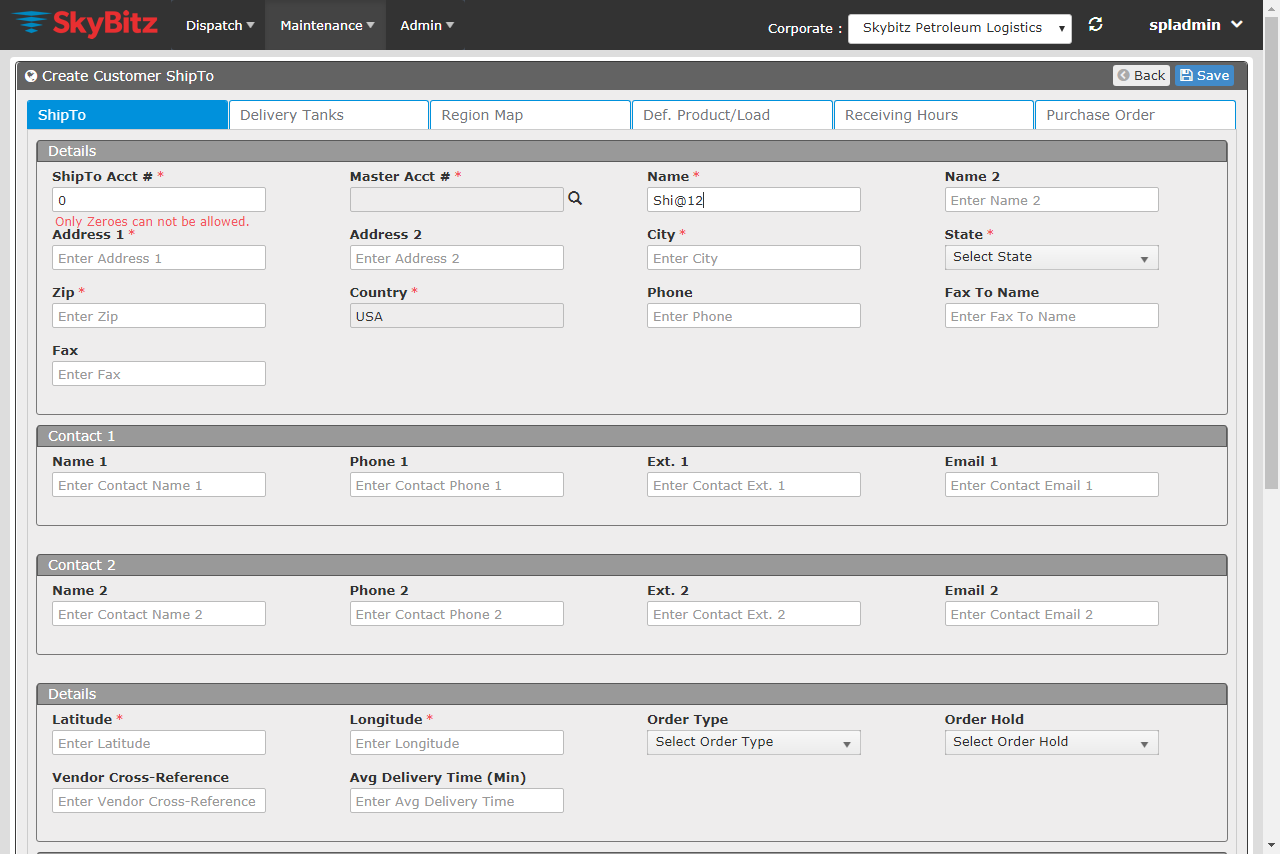 SkyBitz Dispatch Maintenance Admin Corporate : Skybitz Petroleum Logistics spladmin
Create Customer ShipTo Back Save
ShipTo Delivery Tanks Region Map Def. Product/Load Receiving Hours Purchase Order
Details
ShipTo Acct # * Master Acct # * Name * Name 2
0 Shi@12 Enter Name 2
Only Zeroes can not be allowed.
Address 1 * Address 2 City * State *
Enter Address 1 Enter Address 2 Enter City Select State
Zip * Country * Phone Fax To Name
Enter Zip USA Enter Phone Enter Fax To Name
Fax
Enter Fax
Contact 1
Name 1 Phone 1 Ext. 1 Email 1
Enter Contact Name 1 Enter Contact Phone 1 Enter Contact Ext. 1 Enter Contact Email 1
Contact 2
Name 2 Phone 2 Ext. 2 Email 2
Enter Contact Name 2 Enter Contact Phone 2 Enter Contact Ext. 2 Enter Contact Email 2
Details
Latitude * Longitude * Order Type Order Hold
Enter Latitude Enter Longitude Select Order Type Select Order Hold
Vendor Cross-Reference Avg Delivery Time (Min)
Enter Vendor Cross-Reference Enter Avg Delivery Time